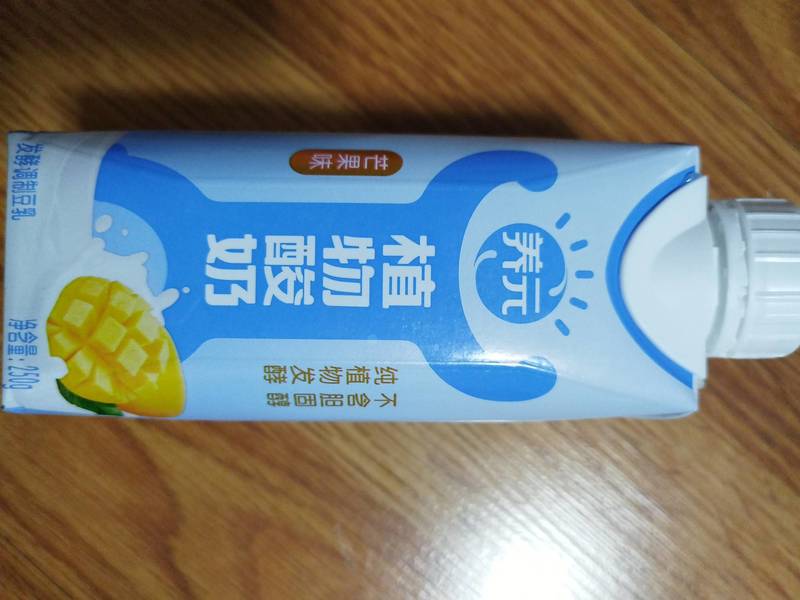 养元
植物酸奶
芒果味
不含胆固醇
纯植物发酵
发酵调制豆乳
净含量:250g